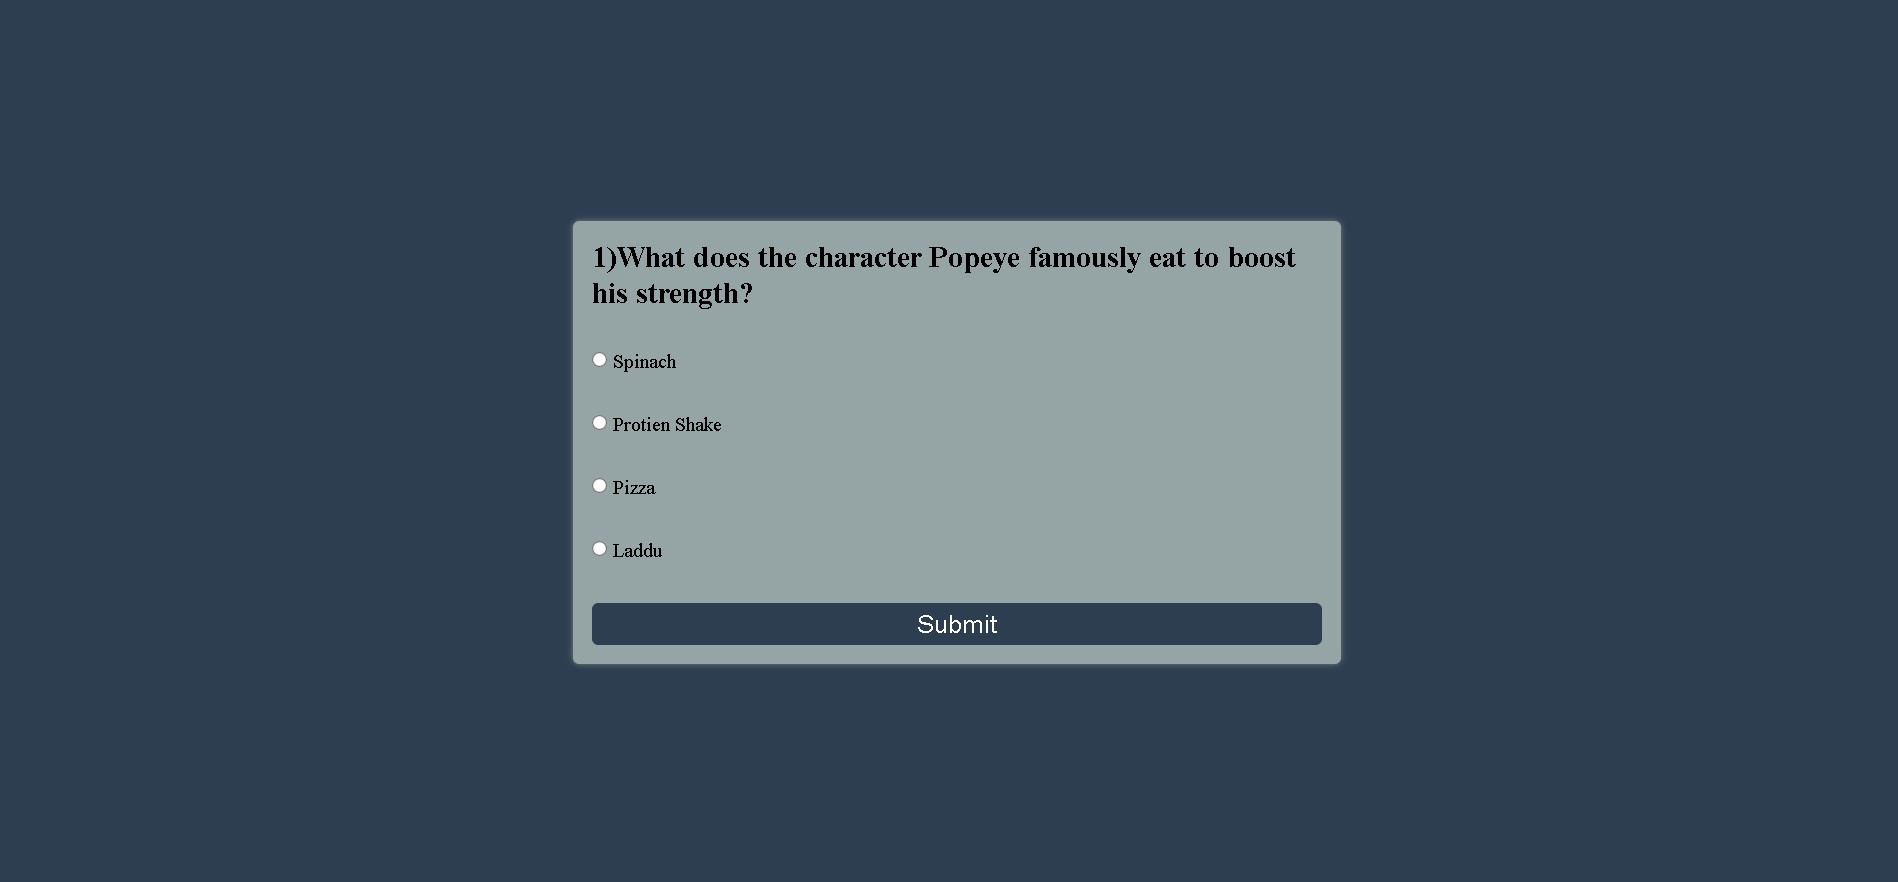 1)What does the character Popeye famously eat to boost
his strength?
Spinach
Protien Shake
Pizza
Laddu
Submit